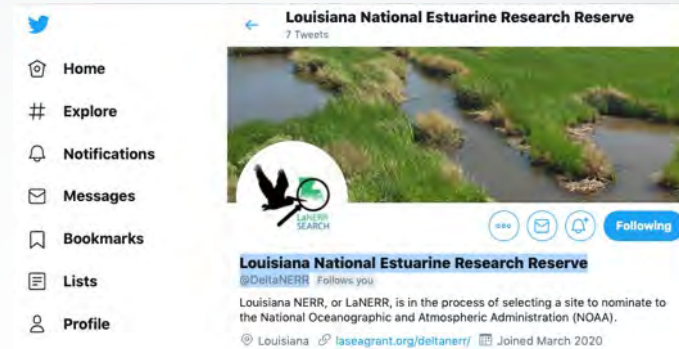 Louisiana National Estuarine Research Reserve
7 Tweets
Home
Explore
Notifications
Messages
Bookmarks
Lists
Profile
LaNERR
SEARCH
Following
Louisiana National Estuarine Research Reserve
@DeltaNERR Follows you
Louisiana NERR, or LaNERR, is in the process of selecting a site to nominate to
the National Oceanographic and Atmospheric Administration (NOAA).
Louisiana laseagrant.org/deltanerr/ Joined March 2020